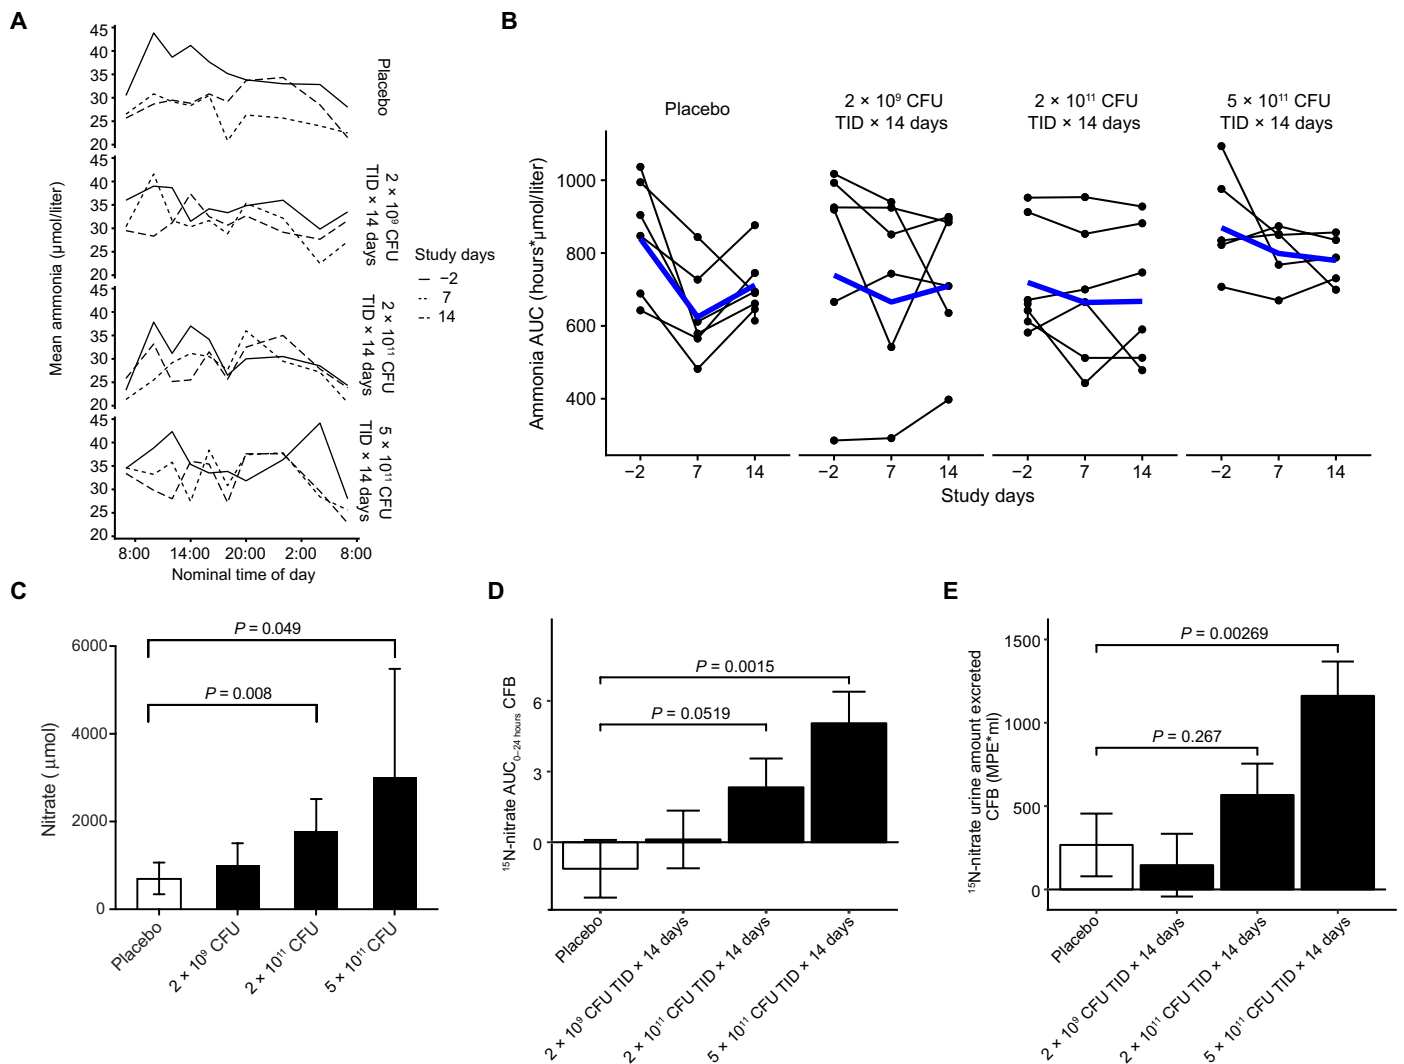 A
45
40
35
30
25
20
Placebo
45
40
35
30
25
20
2 × 10⁹ CFU
TID × 14 days
45
40
35
30
25
20
2 × 10¹¹ CFU
TID × 14 days
45
40
35
30
25
20
5 × 10¹¹ CFU
TID × 14 days
Mean ammonia (μmol/liter)
8:00 14:00 20:00 2:00 8:00
Nominal time of day
Study days
−2
7
14
B
Placebo
2 × 10⁹ CFU
TID × 14 days
2 × 10¹¹ CFU
TID × 14 days
5 × 10¹¹ CFU
TID × 14 days
Ammonia AUC (hours*μmol/liter)
1000
800
600
400
−2 7 14 −2 7 14 −2 7 14 −2 7 14
Study days
C
Nitrate ( μmol)
6000
4000
2000
0
P = 0.049
P = 0.008
Placebo
2 × 10⁹ CFU
2 × 10¹¹ CFU
5 × 10¹¹ CFU
D
¹⁵N-nitrate AUC₀₋₂₄ ₕₒᵤᵣₛ CFB
6
3
0
P = 0.0015
P = 0.0519
Placebo
2 × 10⁹ CFU TID × 14 days
2 × 10¹¹ CFU TID × 14 days
5 × 10¹¹ CFU TID × 14 days
E
¹⁵N-nitrate urine amount excreted
CFB (MPE*ml)
1500
1000
500
0
P = 0.00269
P = 0.267
Placebo
2 × 10⁹ CFU TID × 14 days
2 × 10¹¹ CFU TID × 14 days
5 × 10¹¹ CFU TID × 14 days